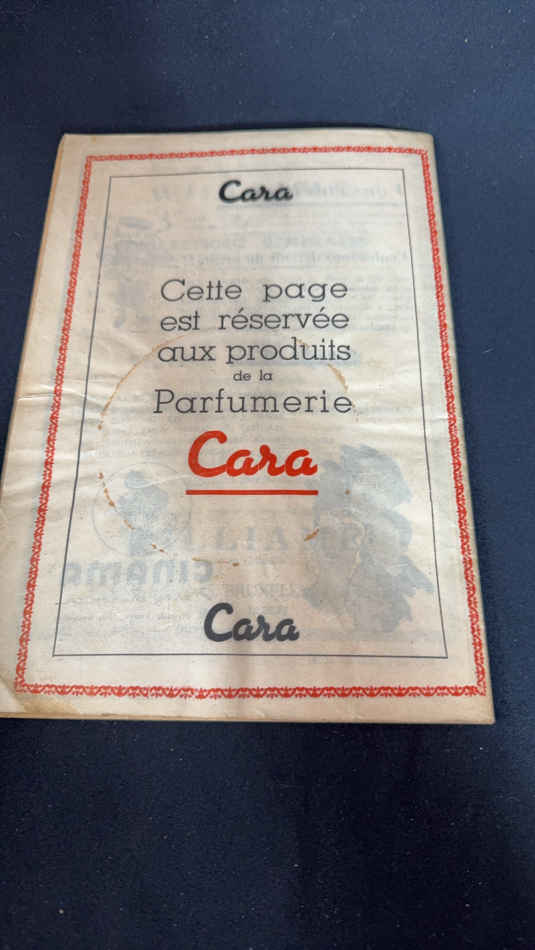 Cara
Cette page
est réservée
aux produits
de la
Parfumerie
Cara
Cara